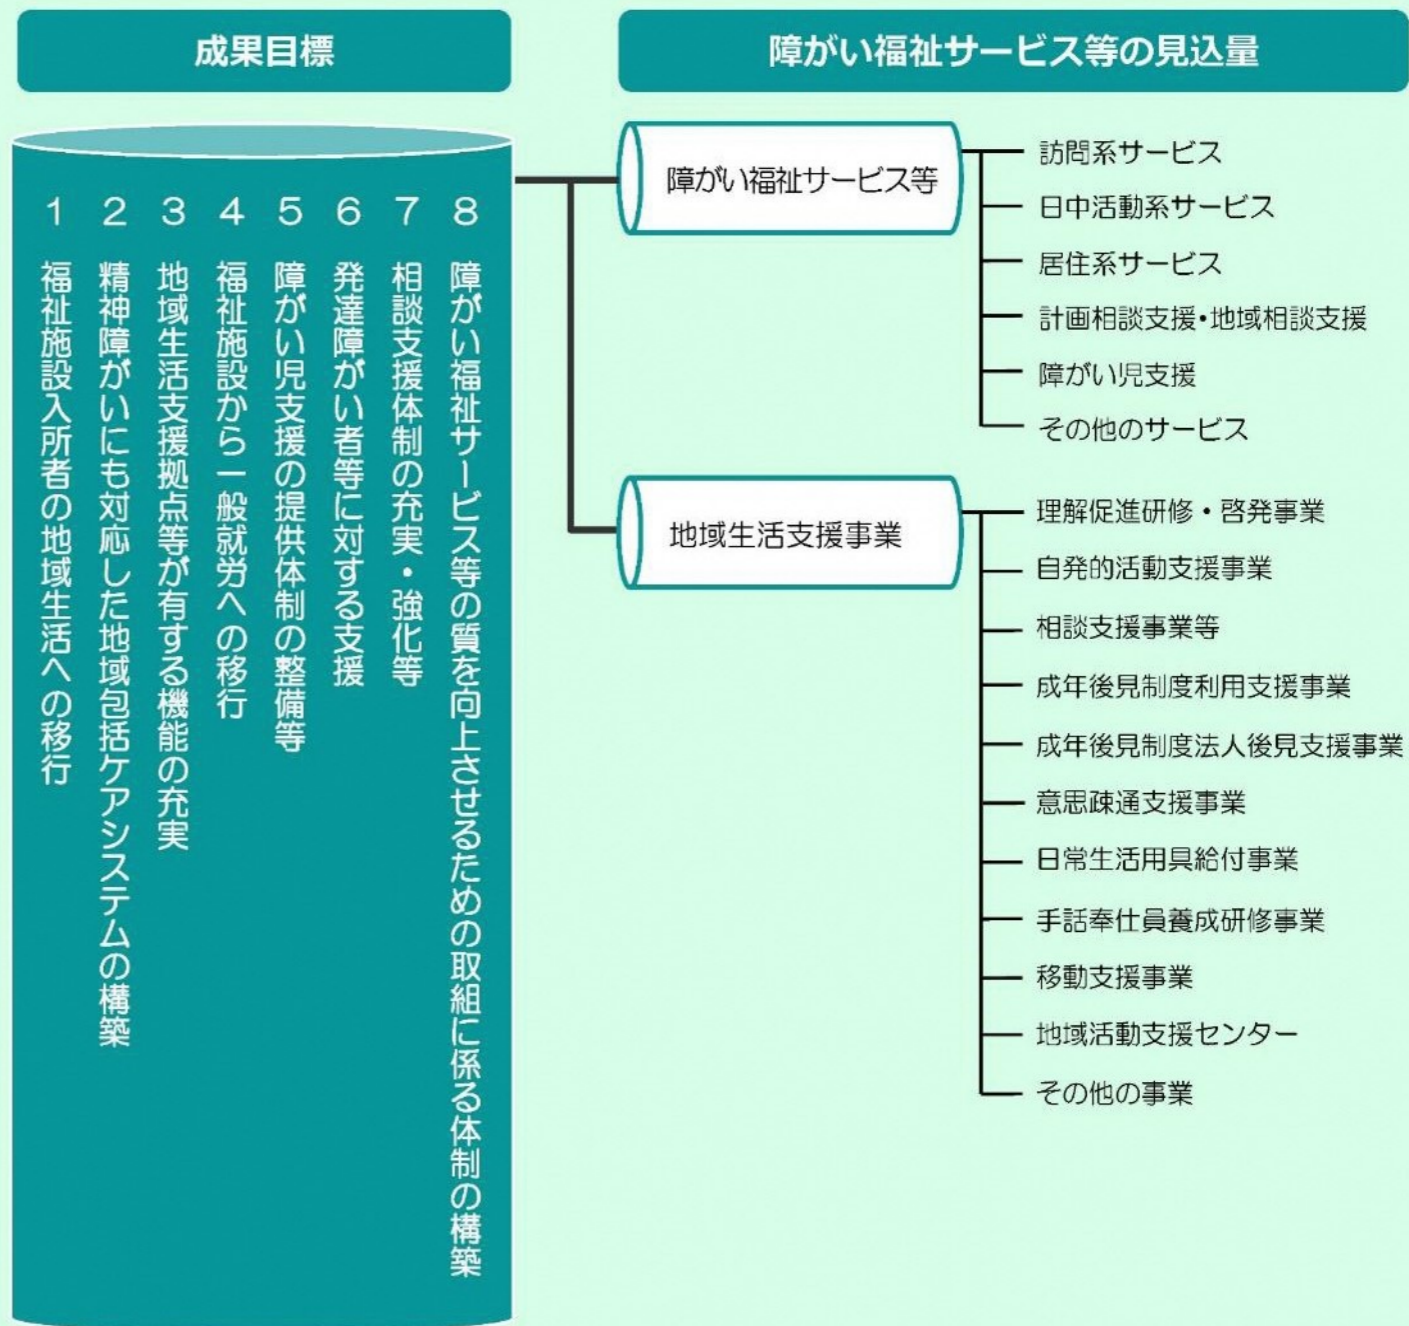 成果目標
1 福祉施設入所者の地域生活への移行
2 精神障がいにも対応した地域包括ケアシステムの構築
3 地域生活支援拠点等が有する機能の充実
4 福祉施設から一般就労への移行
5 障がい児支援の提供体制の整備等
6 発達障がい者等に対する支援
7 相談支援体制の充実・強化等
8 障がい福祉サービス等の質を向上させるための取組に係る体制の構築
障がい福祉サービス等の見込量
障がい福祉サービス等
訪問系サービス
日中活動系サービス
居住系サービス
計画相談支援・地域相談支援
障がい児支援
その他のサービス
地域生活支援事業
理解促進研修・啓発事業
自発的活動支援事業
相談支援事業等
成年後見制度利用支援事業
成年後見制度法人後見支援事業
意思疎通支援事業
日常生活用具給付事業
手話奉仕員養成研修事業
移動支援事業
地域活動支援センター
その他の事業